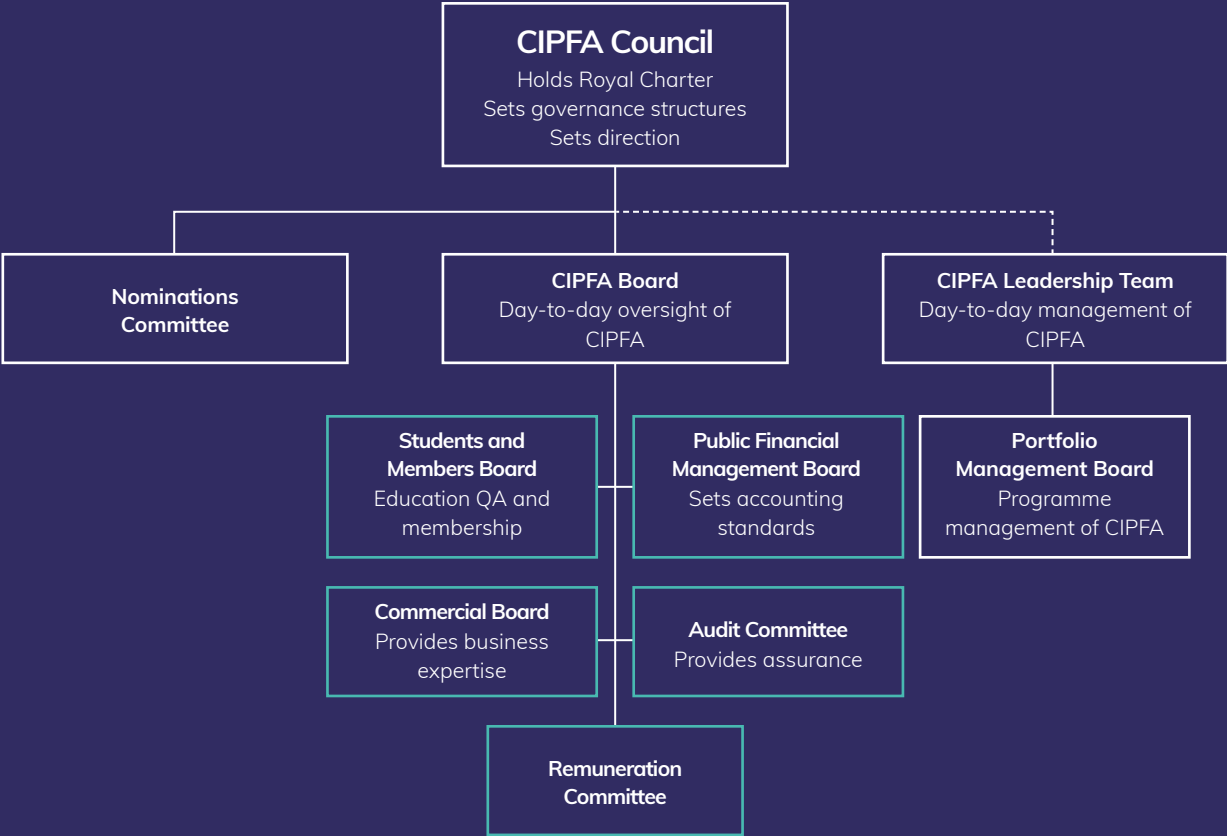 CIPFA Council
Holds Royal Charter
Sets governance structures
Sets direction
Nominations
Committee
CIPFA Board
Day-to-day oversight of
CIPFA
CIPFA Leadership Team
Day-to-day management of
CIPFA
Students and
Members Board
Education QA and
membership
Public Financial
Management Board
Sets accounting
standards
Portfolio
Management Board
Programme
management of CIPFA
Commercial Board
Provides business
expertise
Audit Committee
Provides assurance
Remuneration
Committee